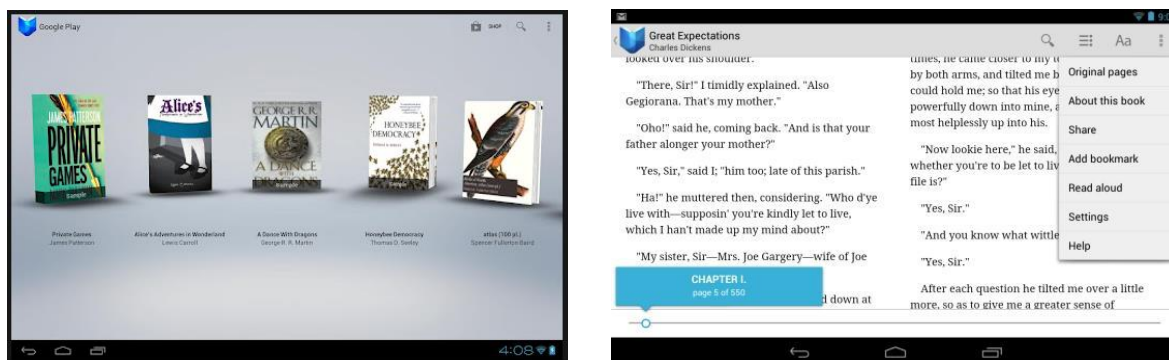 Google Play
SHOP
JAMES PATTERSON
PRIVATE
GAMES
Sample
Alice's
GEORGE R.R.
MARTIN
A DANCE
WITH
DRAGONS
Sample
HONEYBEE
DEMOCRACY
Sample
Private Games
James Patterson
Alice's Adventures in Wonderland
Lewis Carroll
A Dance With Dragons
George R. R. Martin
Honeybee Democracy
Thomas D. Seeley
atlas (100 pl.)
Spencer Fullerton Baird
4:08
Great Expectations
Charles Dickens
Aa
looked over his shoulder.
"There, Sir!" I timidly explained. "Also
Gegiorana. That's my mother."
"Oho!" said he, coming back. "And is that your
father alonger your mother?"
"Yes, Sir," said I; "him too; late of this parish."
"Ha!" he muttered then, considering. "Who d'ye
live with—supposin' you're kindly let to live,
which I han't made up my mind about?"
"My sister, Sir—Mrs. Joe Gargery—wife of Joe
CHAPTER I.
page 5 of 550
d down at
times, he came closer to my
by both arms, and tilted me b
could hold me; so that his eye
powerfully down into mine, a
most helplessly up into his.
"Now lookie here," he said,
whether you're to be let to liv
file is?"
"Yes, Sir."
"And you know what wittle
"Yes, Sir."
After each question he tilted me over a little
more, so as to give me a greater sense of
Original pages
About this book
Share
Add bookmark
Read aloud
Settings
Help